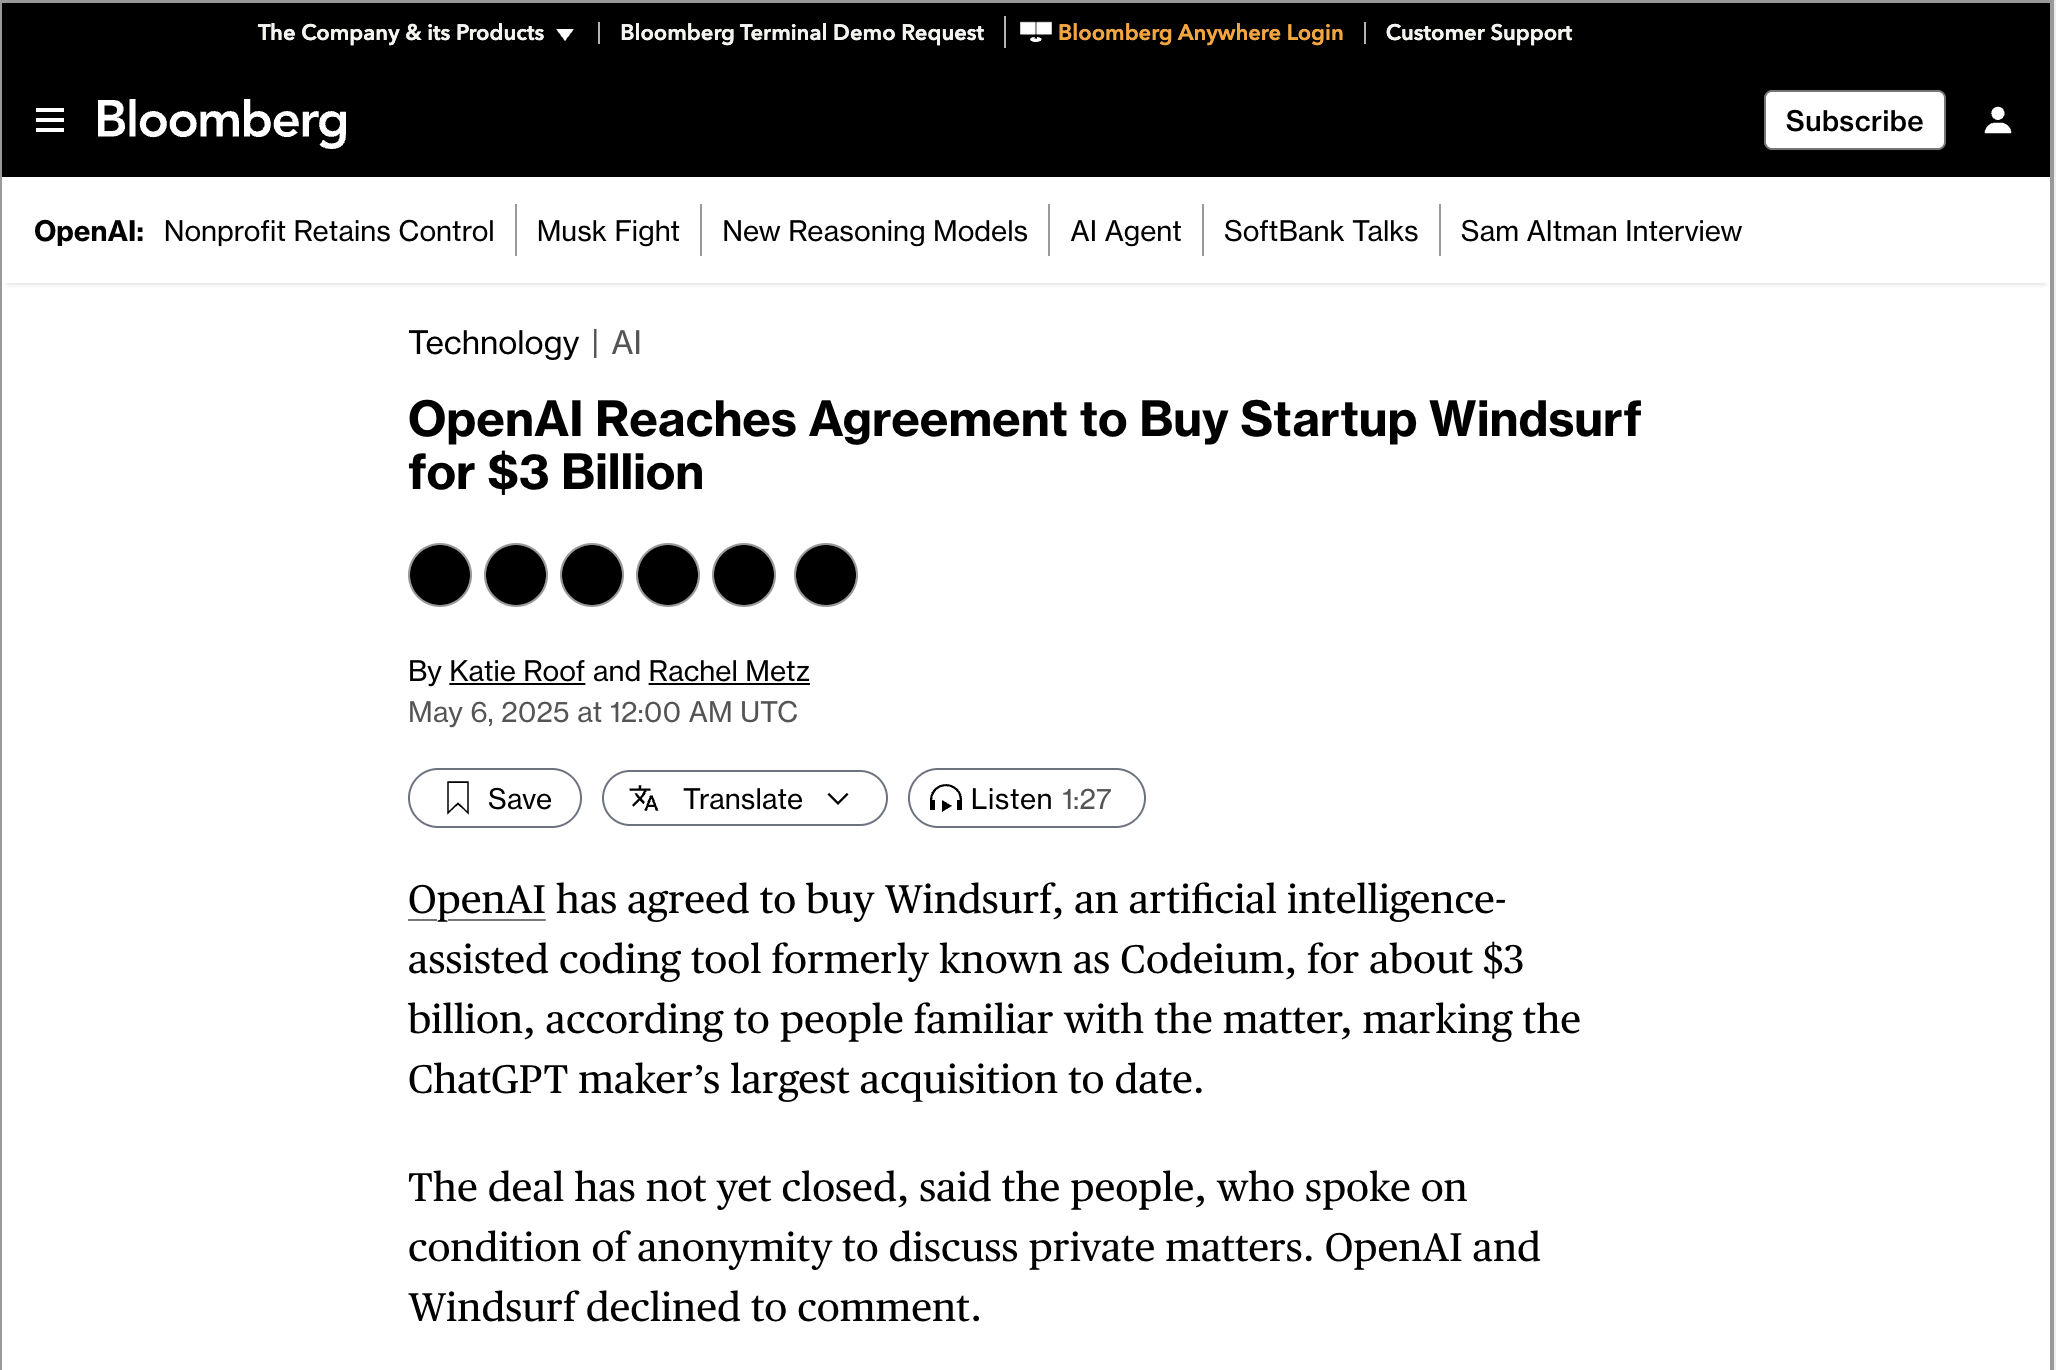 The Company & its Products
Bloomberg Terminal Demo Request
Bloomberg Anywhere Login
Customer Support
Bloomberg
Subscribe
OpenAI: Nonprofit Retains Control Musk Fight New Reasoning Models AI Agent SoftBank Talks Sam Altman Interview
Technology | AI
OpenAI Reaches Agreement to Buy Startup Windsurf
for $3 Billion
By Katie Roof and Rachel Metz
May 6, 2025 at 12:00 AM UTC
Save
Translate
Listen 1:27
OpenAI has agreed to buy Windsurf, an artificial intelligence-
assisted coding tool formerly known as Codeium, for about $3
billion, according to people familiar with the matter, marking the
ChatGPT maker’s largest acquisition to date.
The deal has not yet closed, said the people, who spoke on
condition of anonymity to discuss private matters. OpenAI and
Windsurf declined to comment.